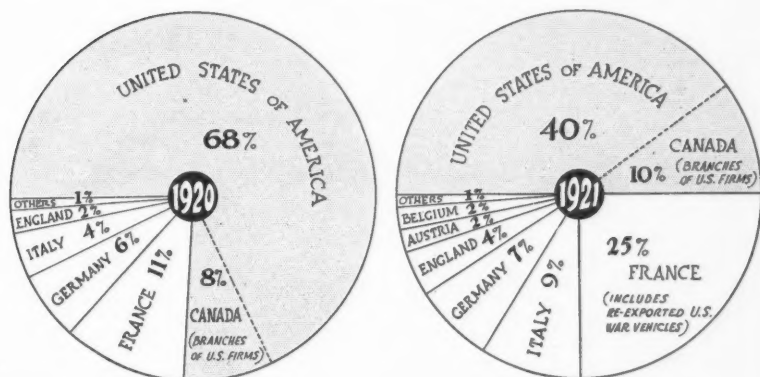 UNITED STATES OF AMERICA
68%
1920
OTHERS 1%
ENGLAND 2%
ITALY 4%
GERMANY 6%
FRANCE 11%
8%
CANADA
(BRANCHES
OF U.S. FIRMS)
UNITED STATES OF AMERICA
40%
CANADA
10% (BRANCHES
OF U.S. FIRMS)
1921
OTHERS 1%
BELGIUM 2%
AUSTRIA 2%
ENGLAND 4%
GERMANY 7%
ITALY 9%
25%
FRANCE
(INCLUDES
RE-EXPORTED U.S.
WAR VEHICLES)